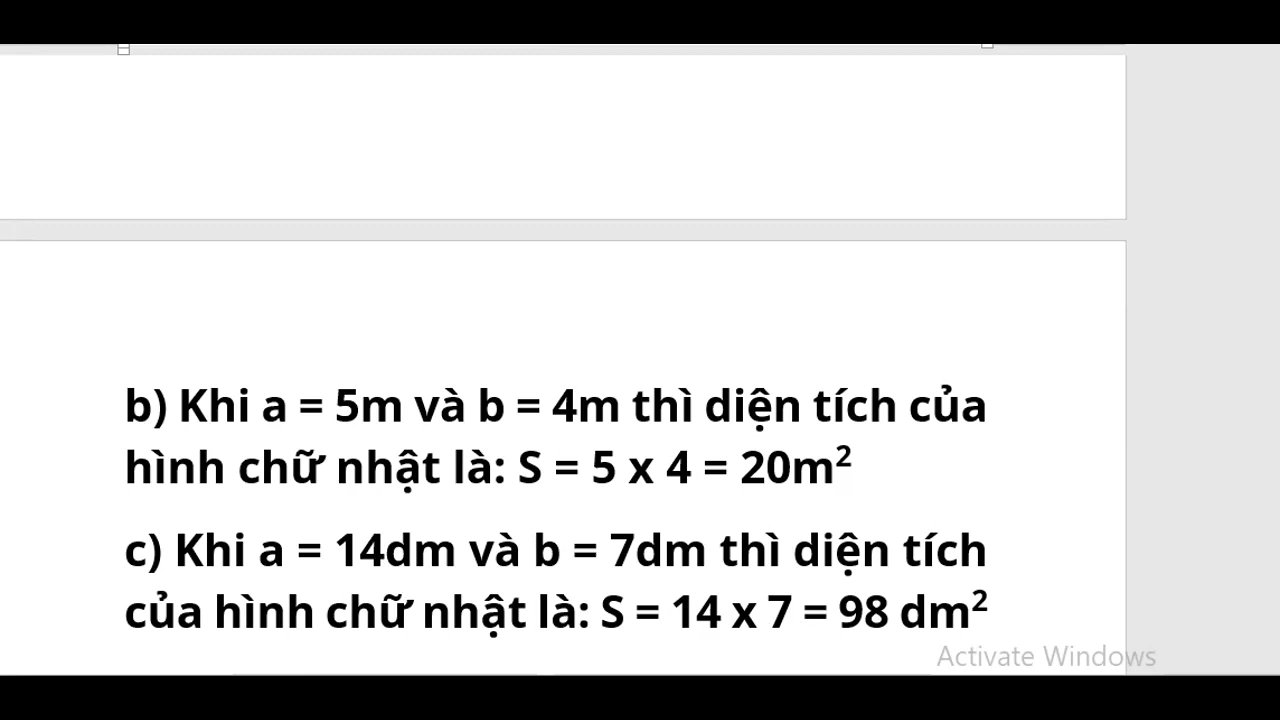 b) Khi a = 5m và b = 4m thì diện tích của
hình chữ nhật là: S = 5 x 4 = 20m²
c) Khi a = 14dm và b = 7dm thì diện tích
của hình chữ nhật là: S = 14 x 7 = 98 dm²
Activate Windows